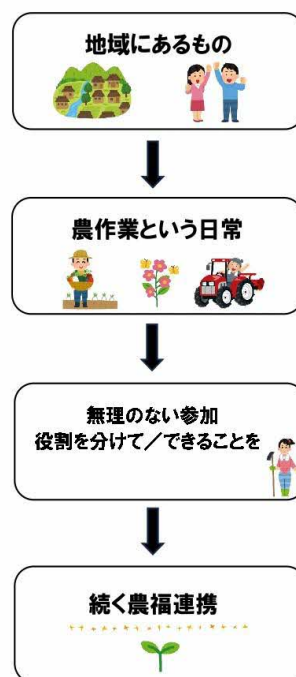 地域にあるもの
農作業という日常
無理のない参加
役割を分けて／できることを
続く農福連携